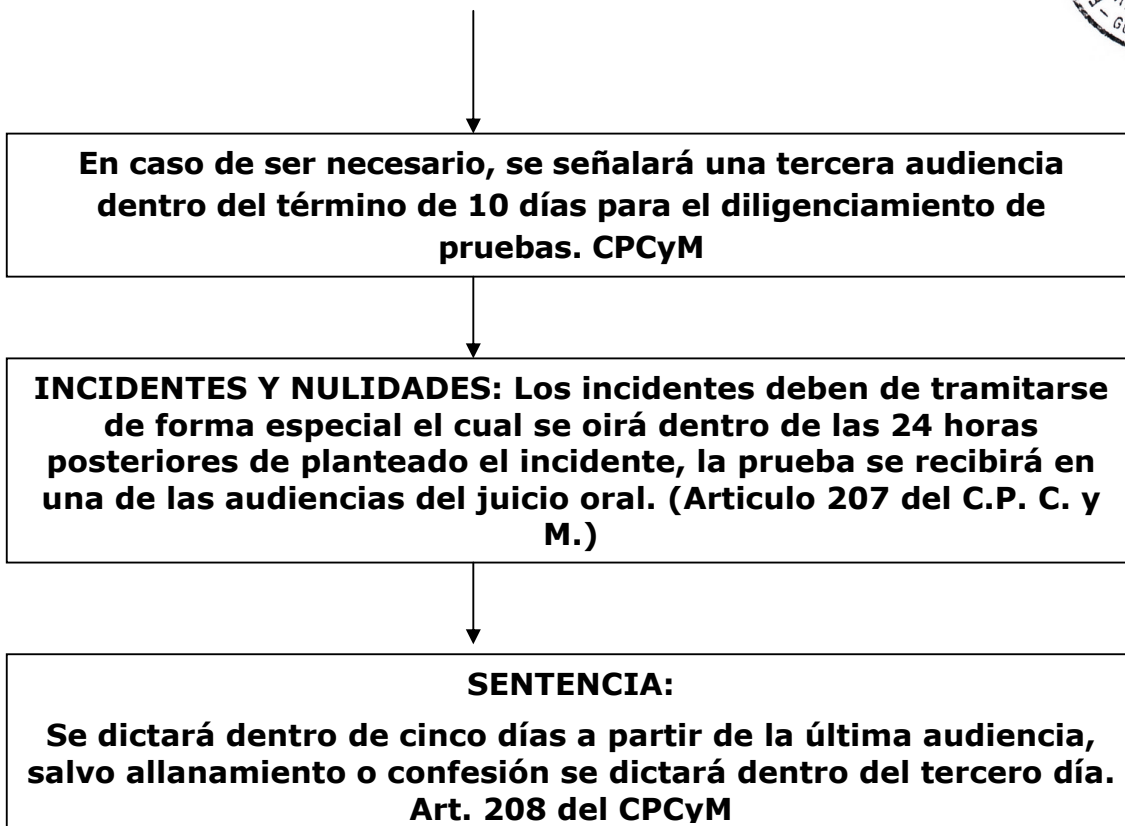 En caso de ser necesario, se señalará una tercera audiencia
dentro del término de 10 días para el diligenciamiento de
pruebas. CPCyM
INCIDENTES Y NULIDADES: Los incidentes deben de tramitarse
de forma especial el cual se oirá dentro de las 24 horas
posteriores de planteado el incidente, la prueba se recibirá en
una de las audiencias del juicio oral. (Articulo 207 del C.P. C. y
M.)
SENTENCIA:
Se dictará dentro de cinco días a partir de la última audiencia,
salvo allanamiento o confesión se dictará dentro del tercero día.
Art. 208 del CPCyM